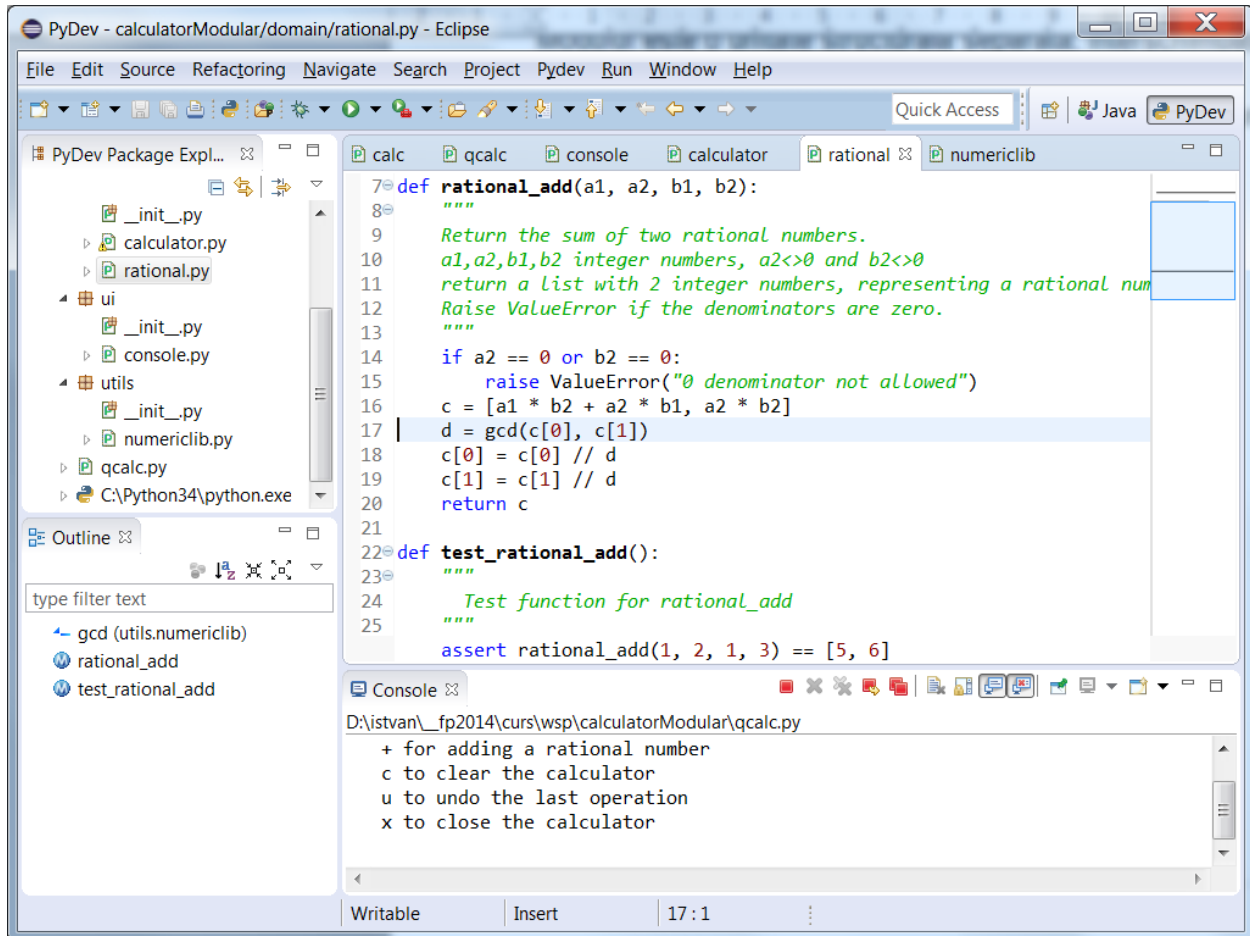 PyDev - calculatorModular/domain/rational.py - Eclipse
File Edit Source Refactoring Navigate Search Project Pydev Run Window Help
Quick Access Java PyDev
PyDev Package Expl...
__init__.py
calculator.py
rational.py
ui
__init__.py
console.py
utils
__init__.py
numericlib.py
qcalc.py
C:\Python34\python.exe
Outline
type filter text
gcd (utils.numericlib)
rational_add
test_rational_add
calc qcalc console calculator rational numericlib
7 def rational_add(a1, a2, b1, b2):
8 """
9 Return the sum of two rational numbers.
10 a1,a2,b1,b2 integer numbers, a2<>0 and b2<>0
11 return a list with 2 integer numbers, representing a rational num
12 Raise ValueError if the denominators are zero.
13 """
14 if a2 == 0 or b2 == 0:
15 raise ValueError("0 denominator not allowed")
16 c = [a1 * b2 + a2 * b1, a2 * b2]
17 d = gcd(c[0], c[1])
18 c[0] = c[0] // d
19 c[1] = c[1] // d
20 return c
21
22 def test_rational_add():
23 """
24 Test function for rational_add
25 """
assert rational_add(1, 2, 1, 3) == [5, 6]
Console
D:\istvan\__fp2014\curs\wsp\calculatorModular\qcalc.py
+ for adding a rational number
c to clear the calculator
u to undo the last operation
x to close the calculator
Writable Insert 17 : 1